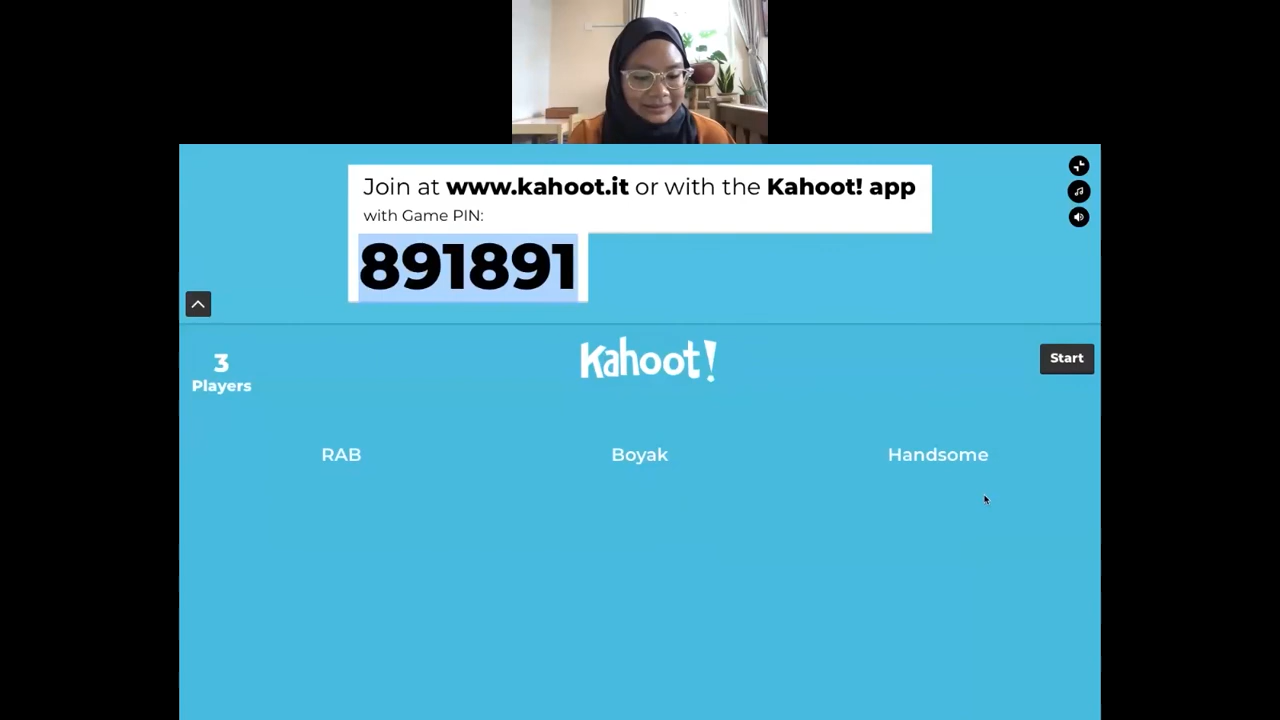 Join at www.kahoot.it or with the Kahoot! app
with Game PIN:
891891
Kahoot!
3
Players
Start
RAB Boyak Handsome